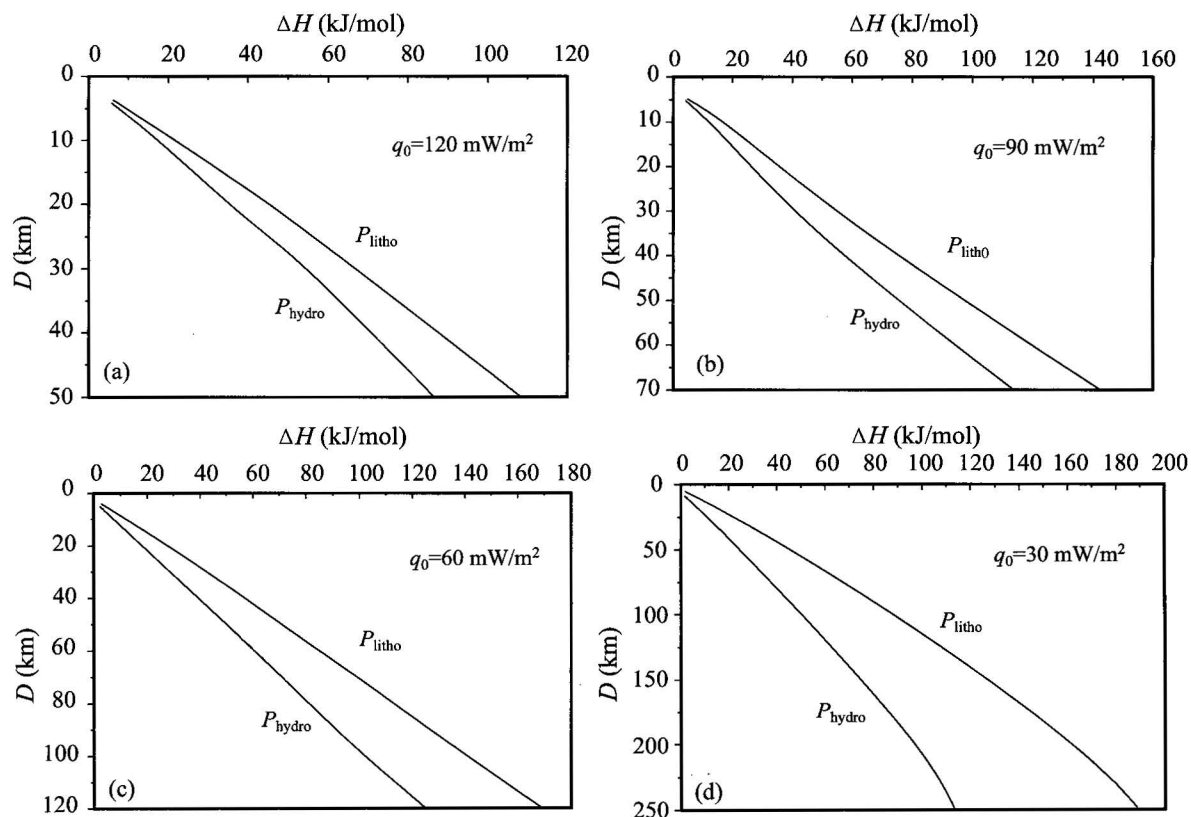 ΔH (kJ/mol)
0 20 40 60 80 100 120
0
10
20
30
40
50
D (km)
q0=120 mW/m2
Plitho
Phydro
(a)
ΔH (kJ/mol)
0 20 40 60 80 100 120 140 160
0
10
20
30
40
50
60
70
D (km)
q0=90 mW/m2
Plith0
Phydro
(b)
ΔH (kJ/mol)
0 20 40 60 80 100 120 140 160 180
0
20
40
60
80
100
120
D (km)
q0=60 mW/m2
Plitho
Phydro
(c)
ΔH (kJ/mol)
0 20 40 60 80 100 120 140 160 180 200
0
50
100
150
200
250
D (km)
q0=30 mW/m2
Plitho
Phydro
(d)